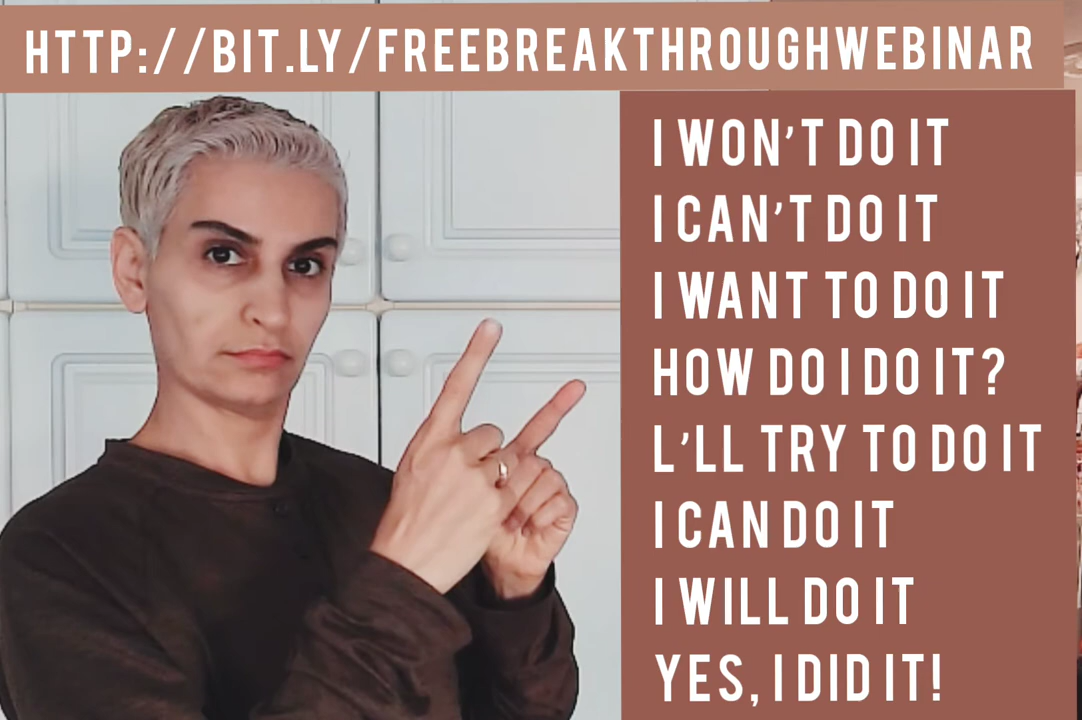 HTTP://BIT.LY/FREEBREAKTHROUGHWEBINAR
I WON'T DO IT
I CAN'T DO IT
I WANT TO DO IT
HOW DO I DO IT?
L'LL TRY TO DO IT
I CAN DO IT
I WILL DO IT
YES, I DID IT!